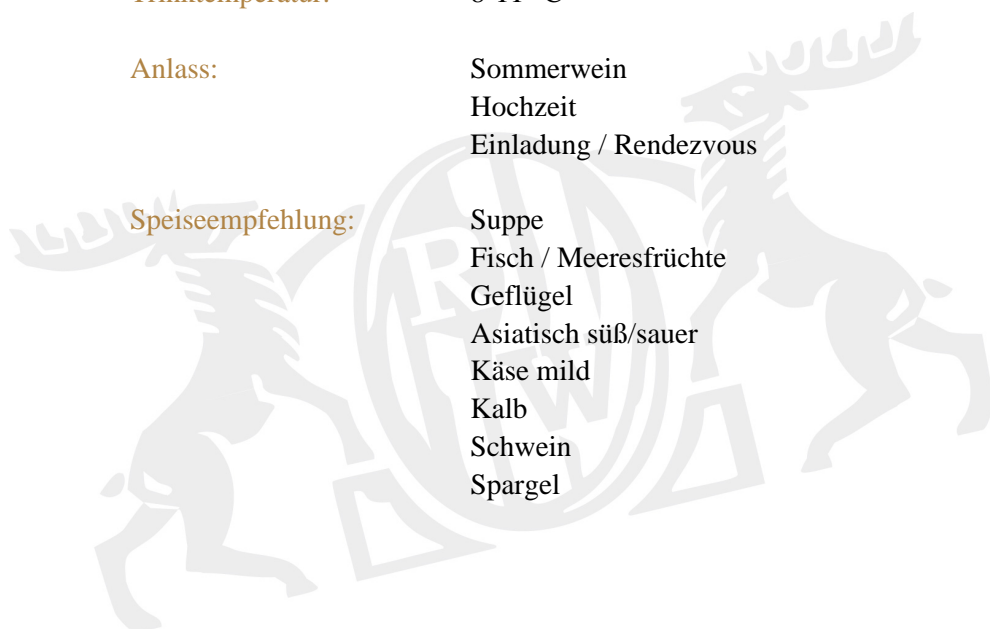 Anlass: Sommerwein
Hochzeit
Einladung / Rendezvous
Speiseempfehlung: Suppe
Fisch / Meeresfrüchte
Geflügel
Asiatisch süß/sauer
Käse mild
Kalb
Schwein
Spargel
R W